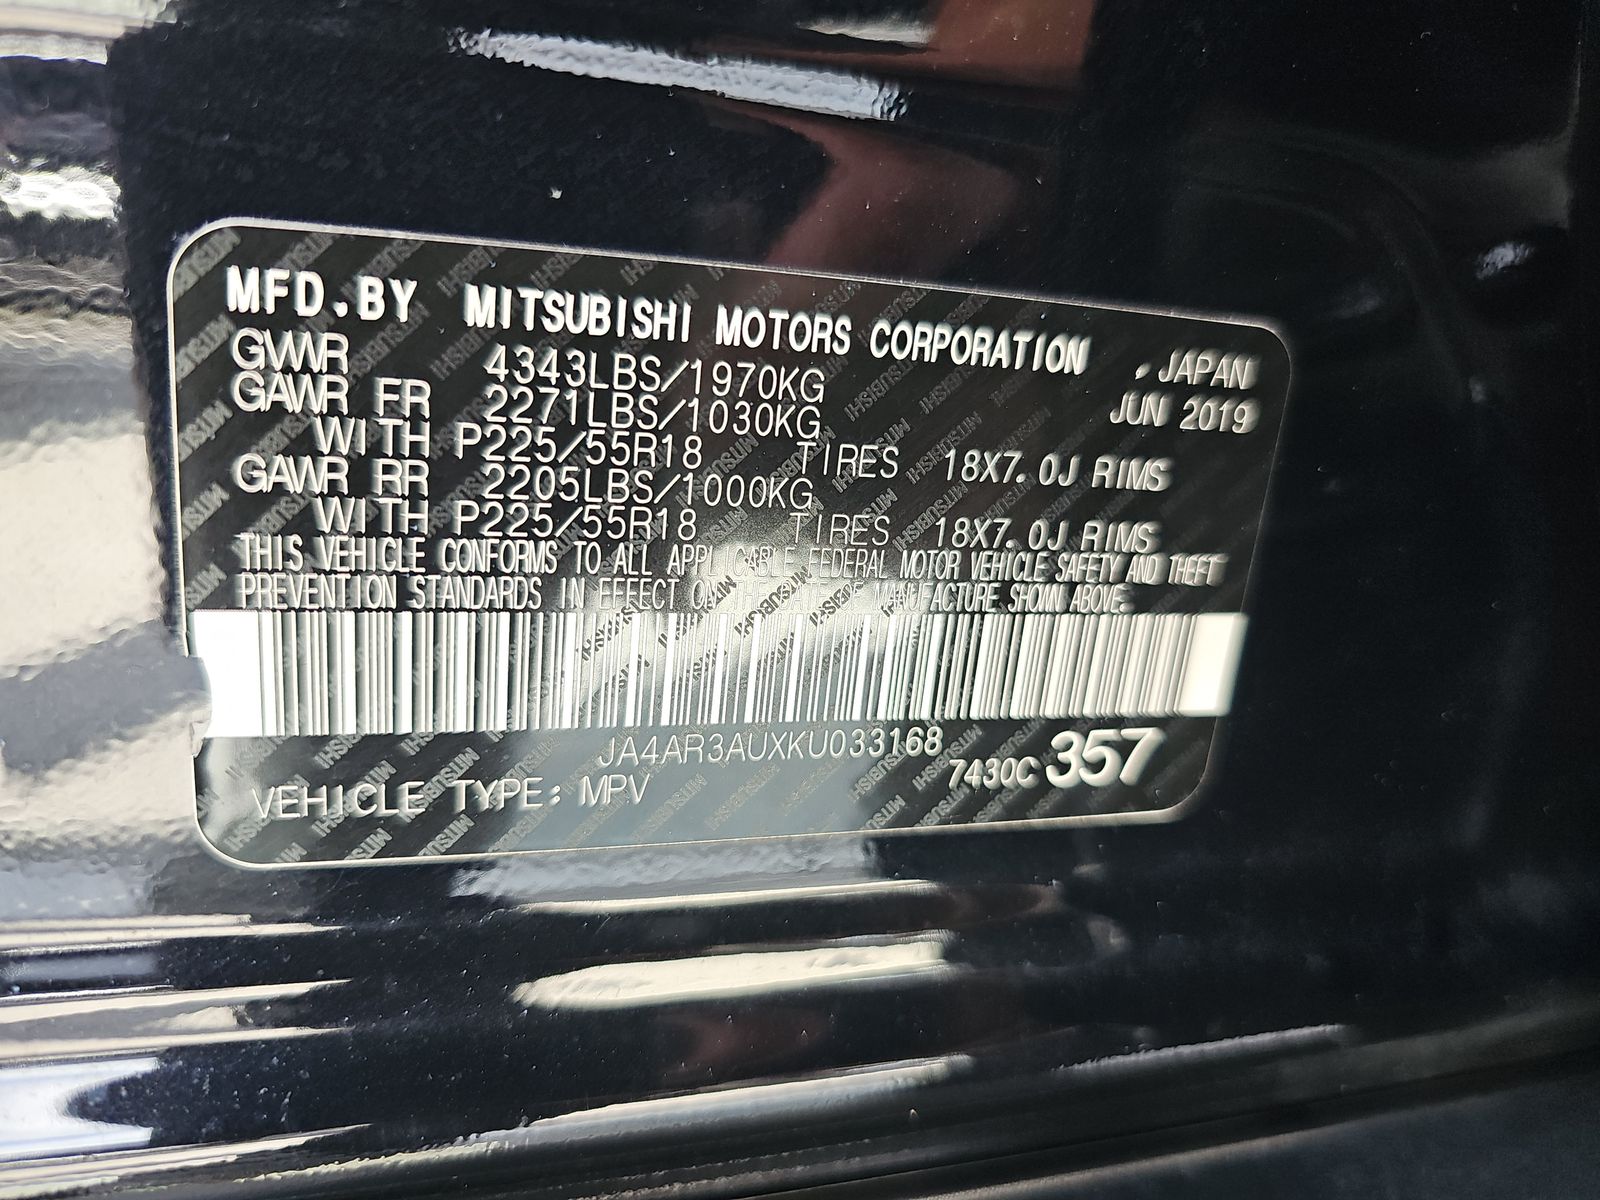 MFD.BY MITSUBISHI MOTORS CORPORATION , JAPAN
GVWR 4343LBS/1970KG JUN 2019
GAWR FR 2271LBS/1030KG
WITH P225/55R18 TIRES 18X7.0J RIMS
GAWR RR 2205LBS/1000KG
WITH P225/55R18 TIRES 18X7.0J RIMS
THIS VEHICLE CONFORMS TO ALL APPLICABLE FEDERAL MOTOR VEHICLE SAFETY AND THEFT
PREVENTION STANDARDS IN EFFECT ON THE DATE OF MANUFACTURE SHOWN ABOVE.
JA4AR3AUXKU033168
VEHICLE TYPE: MPV 7430C 357